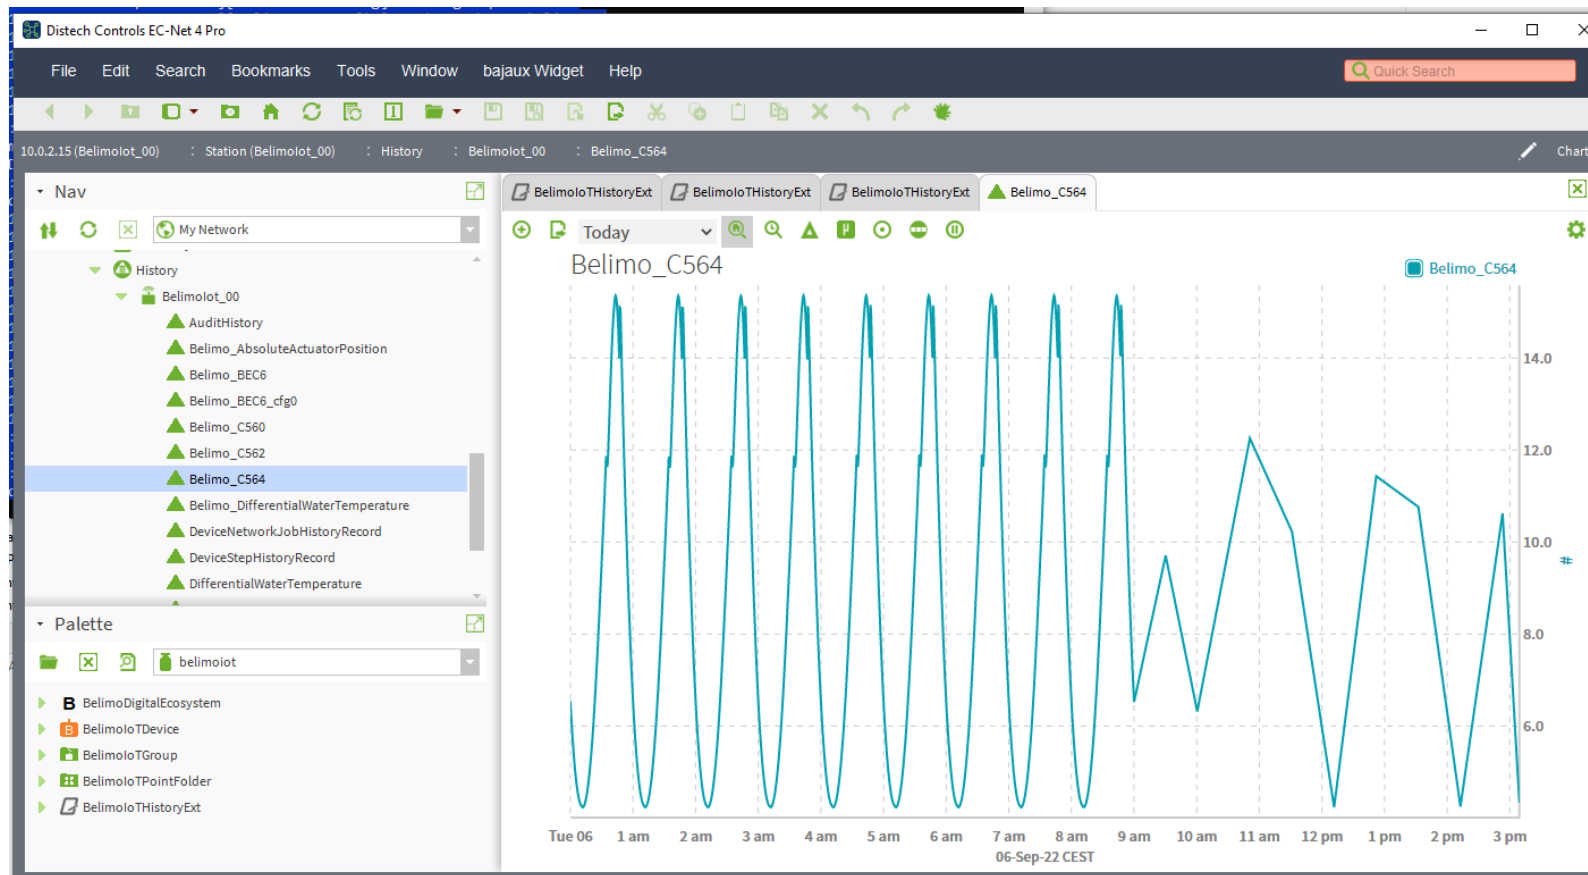 Distech Controls EC-Net 4 Pro
File Edit Search Bookmarks Tools Window bajaux Widget Help
Quick Search
10.0.2.15 (BelimoIot_00) : Station (BelimoIot_00) : History : BelimoIot_00 : Belimo_C564
Chart
Nav
My Network
History
BelimoIot_00
AuditHistory
Belimo_AbsoluteActuatorPosition
Belimo_BEC6
Belimo_BEC6_cfg0
Belimo_C560
Belimo_C562
Belimo_C564
Belimo_DifferentialWaterTemperature
DeviceNetworkJobHistoryRecord
DeviceStepHistoryRecord
DifferentialWaterTemperature
Palette
belimoiot
B BelimoDigitalEcosystem
B BelimoIoTDevice
BelimoIoTGroup
BelimoIoTPointFolder
BelimoIoTHistoryExt
BelimoIoTHistoryExt BelimoIoTHistoryExt BelimoIoTHistoryExt Belimo_C564
Today
Belimo_C564
Belimo_C564
14.0
12.0
10.0
8.0
6.0
Tue 06 1 am 2 am 3 am 4 am 5 am 6 am 7 am 8 am 9 am 10 am 11 am 12 pm 1 pm 2 pm 3 pm
06-Sep-22 CEST